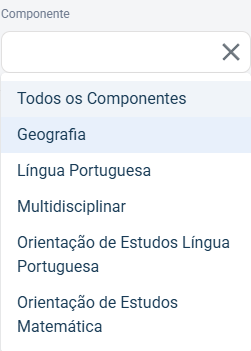 Componente
Todos os Componentes
Geografia
Língua Portuguesa
Multidisciplinar
Orientação de Estudos Língua
Portuguesa
Orientação de Estudos
Matemática